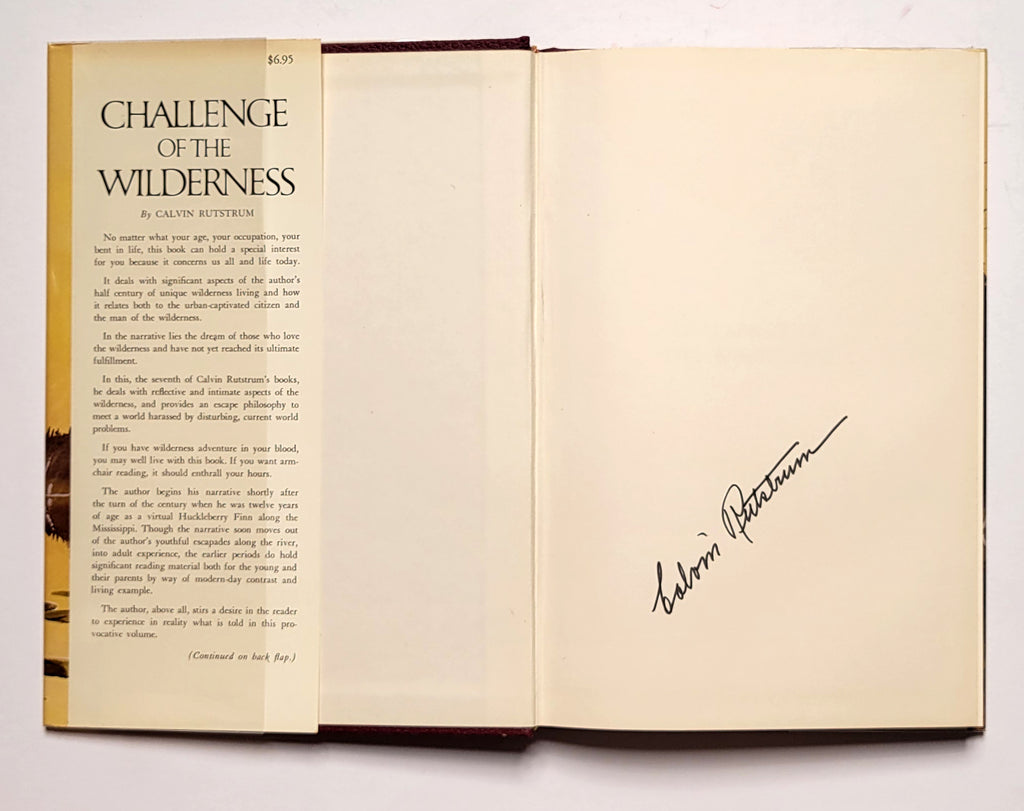 $6.95
CHALLENGE
OF THE
WILDERNESS
By CALVIN RUTSTRUM
No matter what your age, your occupation, your
bent in life, this book can hold a special interest
for you because it concerns us all and life today.
It deals with significant aspects of the author's
half century of unique wilderness living and how
it relates both to the urban-captivated citizen and
the man of the wilderness.
In the narrative lies the dream of those who love
the wilderness and have not yet reached its ultimate
fulfillment.
In this, the seventh of Calvin Rutstrum's books,
he deals with reflective and intimate aspects of the
wilderness, and provides an escape philosophy to
meet a world harassed by disturbing, current world
problems.
If you have wilderness adventure in your blood,
you may well live with this book. If you want arm-
chair reading, it should enthrall your hours.
The author begins his narrative shortly after
the turn of the century when he was twelve years
of age as a virtual Huckleberry Finn along the
Mississippi. Though the narrative soon moves out
of the author's youthful escapades along the river,
into adult experience, the earlier periods do hold
significant reading material both for the young and
their parents by way of modern-day contrast and
living example.
The author, above all, stirs a desire in the reader
to experience in reality what is told in this pro-
vocative volume.
(Continued on back flap.)
Calvin Rutstrum